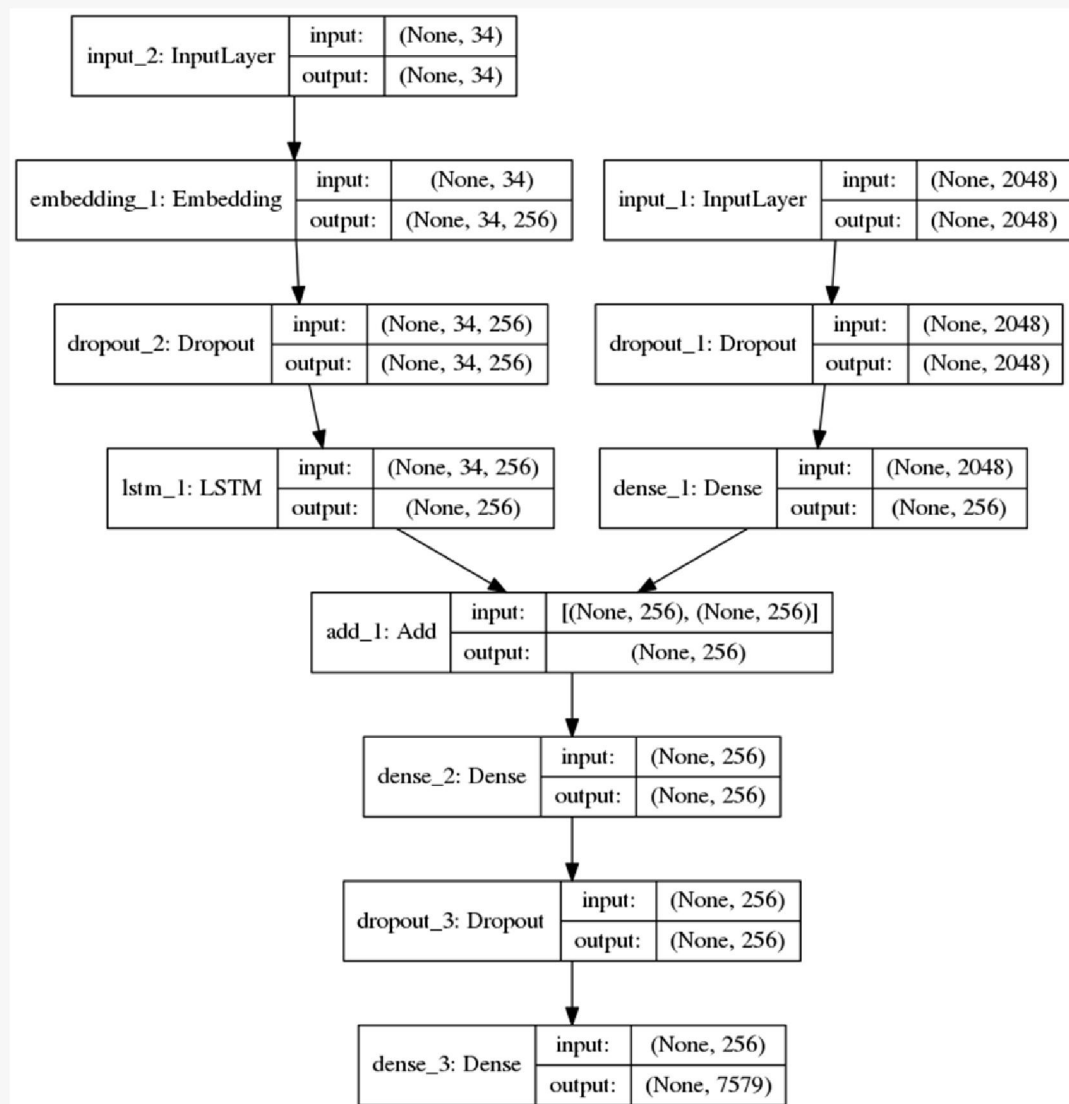 input_2: InputLayer
input: (None, 34)
output: (None, 34)
embedding_1: Embedding
input: (None, 34)
output: (None, 34, 256)
input_1: InputLayer
input: (None, 2048)
output: (None, 2048)
dropout_2: Dropout
input: (None, 34, 256)
output: (None, 34, 256)
dropout_1: Dropout
input: (None, 2048)
output: (None, 2048)
lstm_1: LSTM
input: (None, 34, 256)
output: (None, 256)
dense_1: Dense
input: (None, 2048)
output: (None, 256)
add_1: Add
input: [(None, 256), (None, 256)]
output: (None, 256)
dense_2: Dense
input: (None, 256)
output: (None, 256)
dropout_3: Dropout
input: (None, 256)
output: (None, 256)
dense_3: Dense
input: (None, 256)
output: (None, 7579)